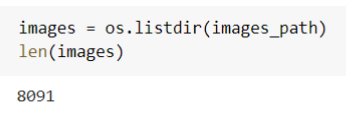 images = os.listdir(images_path)
len(images)
8091